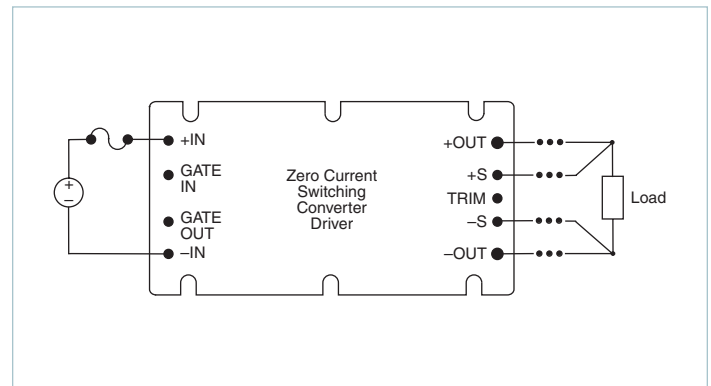 +IN
GATE
IN
GATE
OUT
–IN
Zero Current
Switching
Converter
Driver
+OUT
+S
TRIM
–S
–OUT
Load
+
–